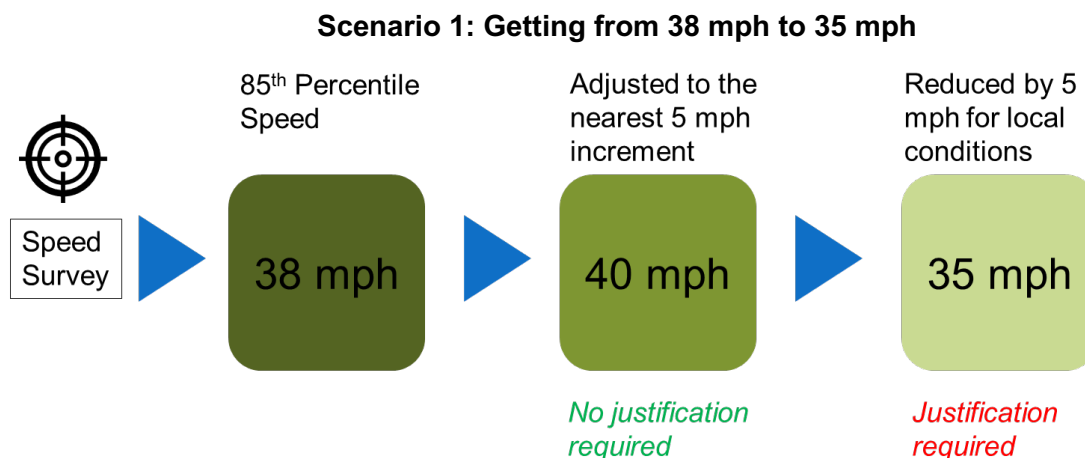 Scenario 1: Getting from 38 mph to 35 mph
85th Percentile
Speed
Adjusted to the
nearest 5 mph
increment
Reduced by 5
mph for local
conditions
Speed
Survey
38 mph
40 mph
35 mph
No justification
required
Justification
required